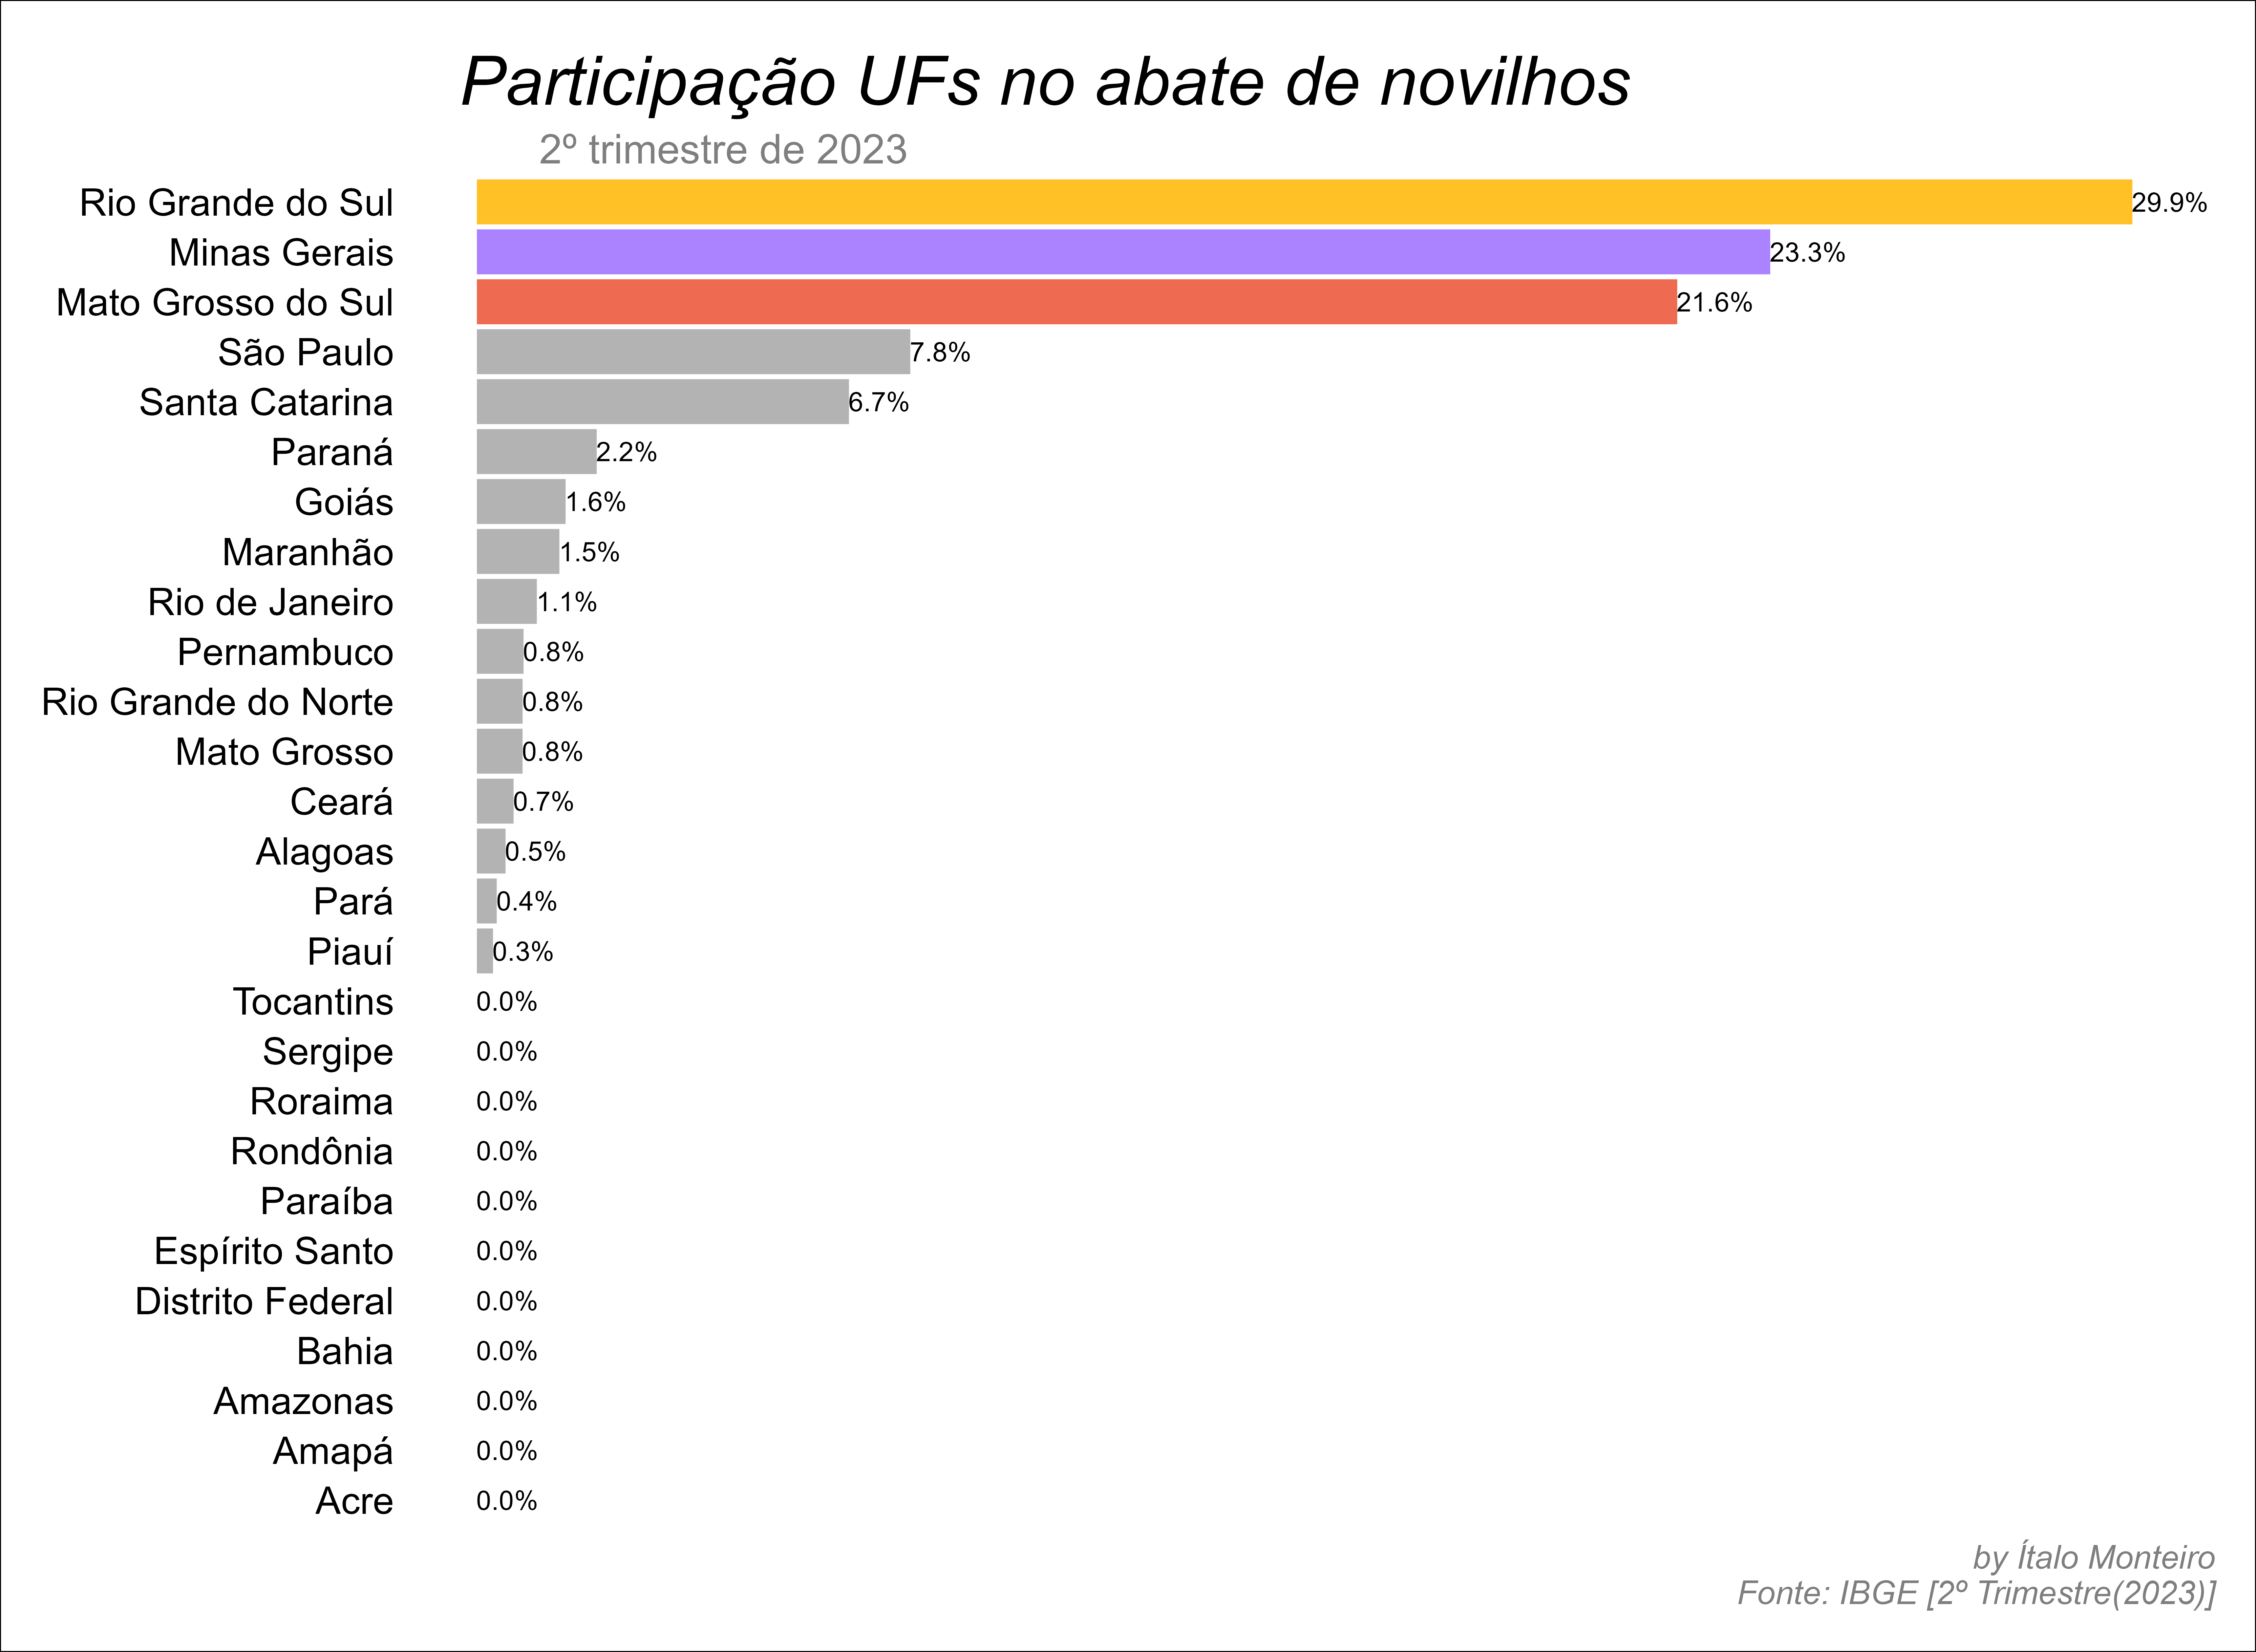 Participação UFs no abate de novilhos
2º trimestre de 2023
Rio Grande do Sul 29.9%
Minas Gerais 23.3%
Mato Grosso do Sul 21.6%
São Paulo 7.8%
Santa Catarina 6.7%
Paraná 2.2%
Goiás 1.6%
Maranhão 1.5%
Rio de Janeiro 1.1%
Pernambuco 0.8%
Rio Grande do Norte 0.8%
Mato Grosso 0.8%
Ceará 0.7%
Alagoas 0.5%
Pará 0.4%
Piauí 0.3%
Tocantins 0.0%
Sergipe 0.0%
Roraima 0.0%
Rondônia 0.0%
Paraíba 0.0%
Espírito Santo 0.0%
Distrito Federal 0.0%
Bahia 0.0%
Amazonas 0.0%
Amapá 0.0%
Acre 0.0%
by Ítalo Monteiro
Fonte: IBGE [2º Trimestre(2023)]